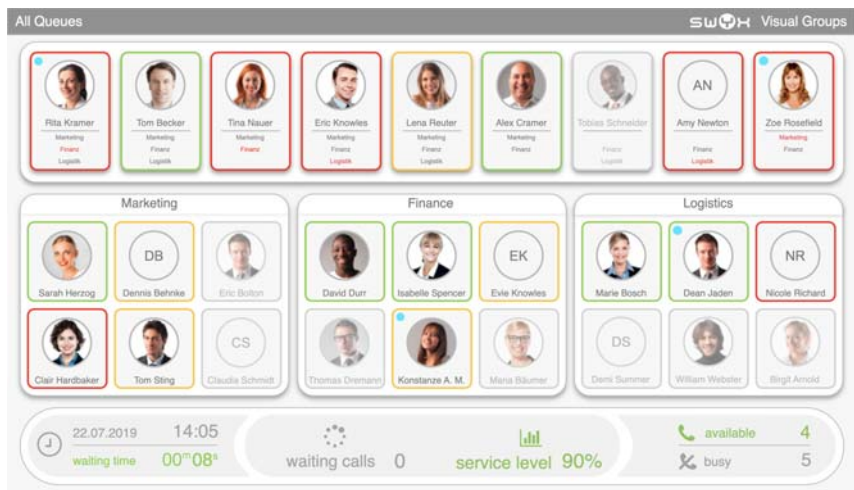 All Queues
swyx Visual Groups
Rita Kramer
Marketing
Finanz
Logistik
Tom Becker
Marketing
Finanz
Logistik
Tina Nauer
Marketing
Finanz
Eric Knowles
Marketing
Finanz
Logistik
Lena Reuter
Marketing
Finanz
Logistik
Alex Cramer
Marketing
Finanz
Tobias Schneider
Finanz
Logistik
AN
Amy Newton
Finanz
Logistik
Zoe Rosefield
Marketing
Finanz
Marketing
Sarah Herzog
DB
Dennis Behnke
Eric Bolton
Clair Hardbaker
Tom Sting
CS
Claudia Schmidt
Finance
David Durr
Isabelle Spencer
EK
Evie Knowles
Thomas Dremann
Konstanze A. M.
Mana Bäumer
Logistics
Marie Bosch
Dean Jaden
NR
Nicole Richard
DS
Demi Summer
William Webster
Birgit Arnold
22.07.2019 14:05
waiting time 00m08s
waiting calls 0
service level 90%
available 4
busy 5